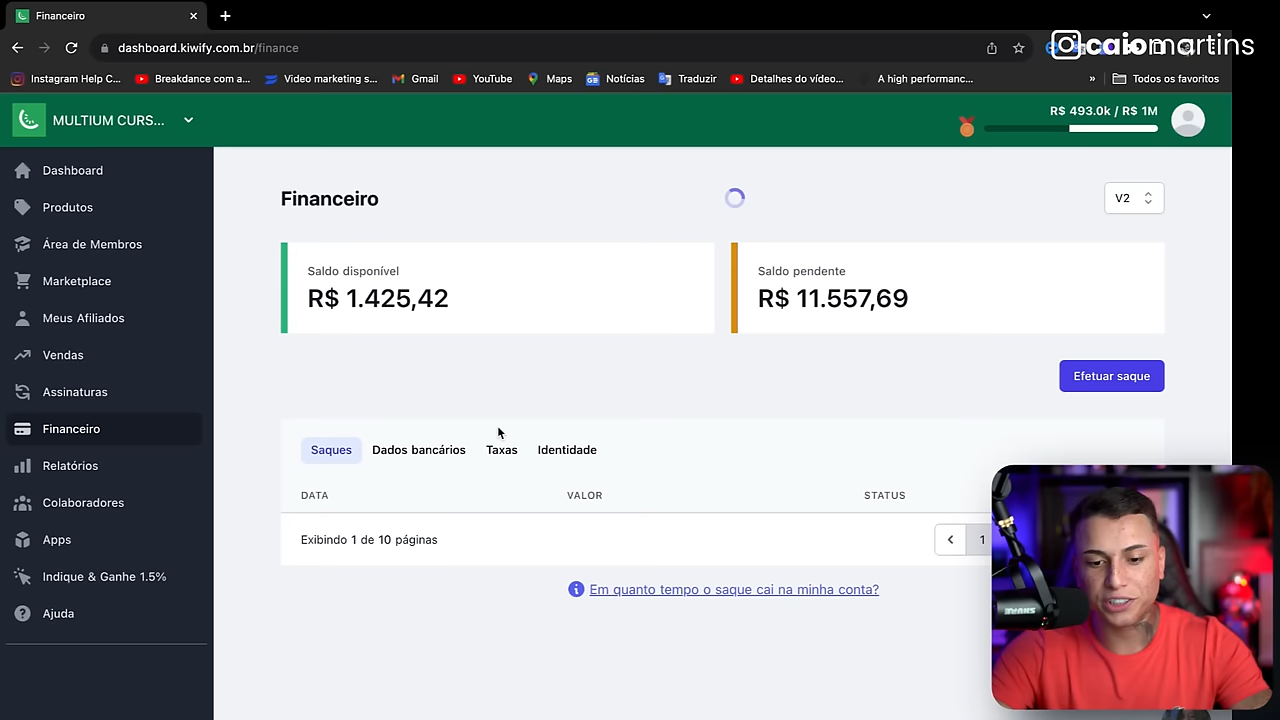 Financeiro
dashboard.kiwify.com.br/finance
caiomartins
Instagram Help C...
Breakdance com a...
Video marketing s...
Gmail
YouTube
Maps
Notícias
Traduzir
Detalhes do vídeo...
A high performanc...
»
Todos os favoritos
MULTIUM CURS...
R$ 493.0k / R$ 1M
Dashboard
Produtos
Área de Membros
Marketplace
Meus Afiliados
Vendas
Assinaturas
Financeiro
Relatórios
Colaboradores
Apps
Indique & Ganhe 1.5%
Ajuda
Financeiro
V2
Saldo disponível
R$ 1.425,42
Saldo pendente
R$ 11.557,69
Efetuar saque
Saques
Dados bancários
Taxas
Identidade
DATA
VALOR
STATUS
Exibindo 1 de 10 páginas
1
Em quanto tempo o saque cai na minha conta?